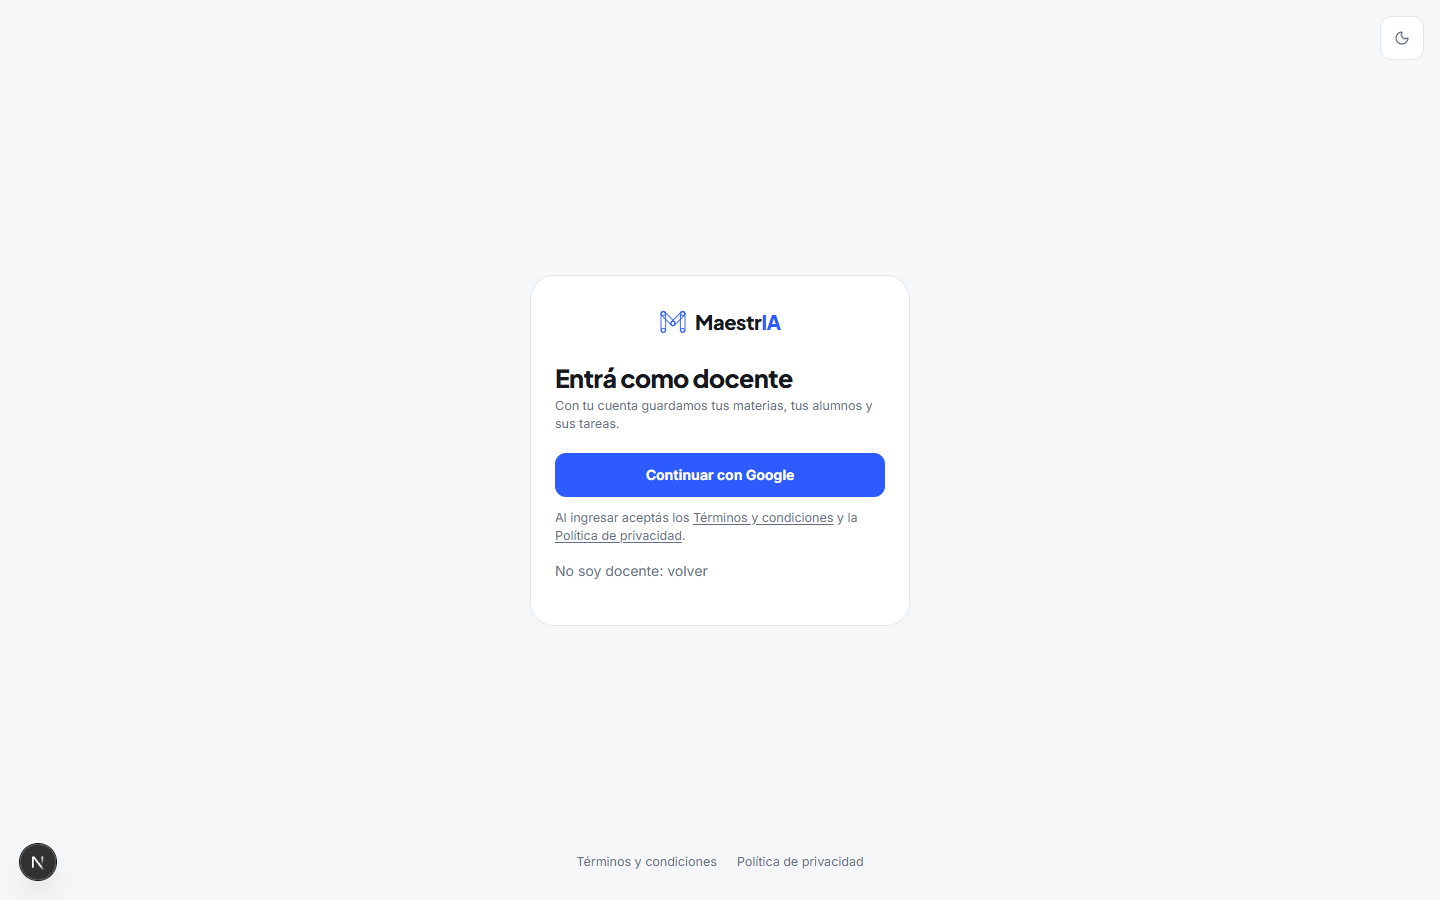 MaestrIA
Entrá como docente
Con tu cuenta guardamos tus materias, tus alumnos y
sus tareas.
Continuar con Google
Al ingresar aceptás los Términos y condiciones y la
Política de privacidad.
No soy docente: volver
N
Términos y condiciones Política de privacidad